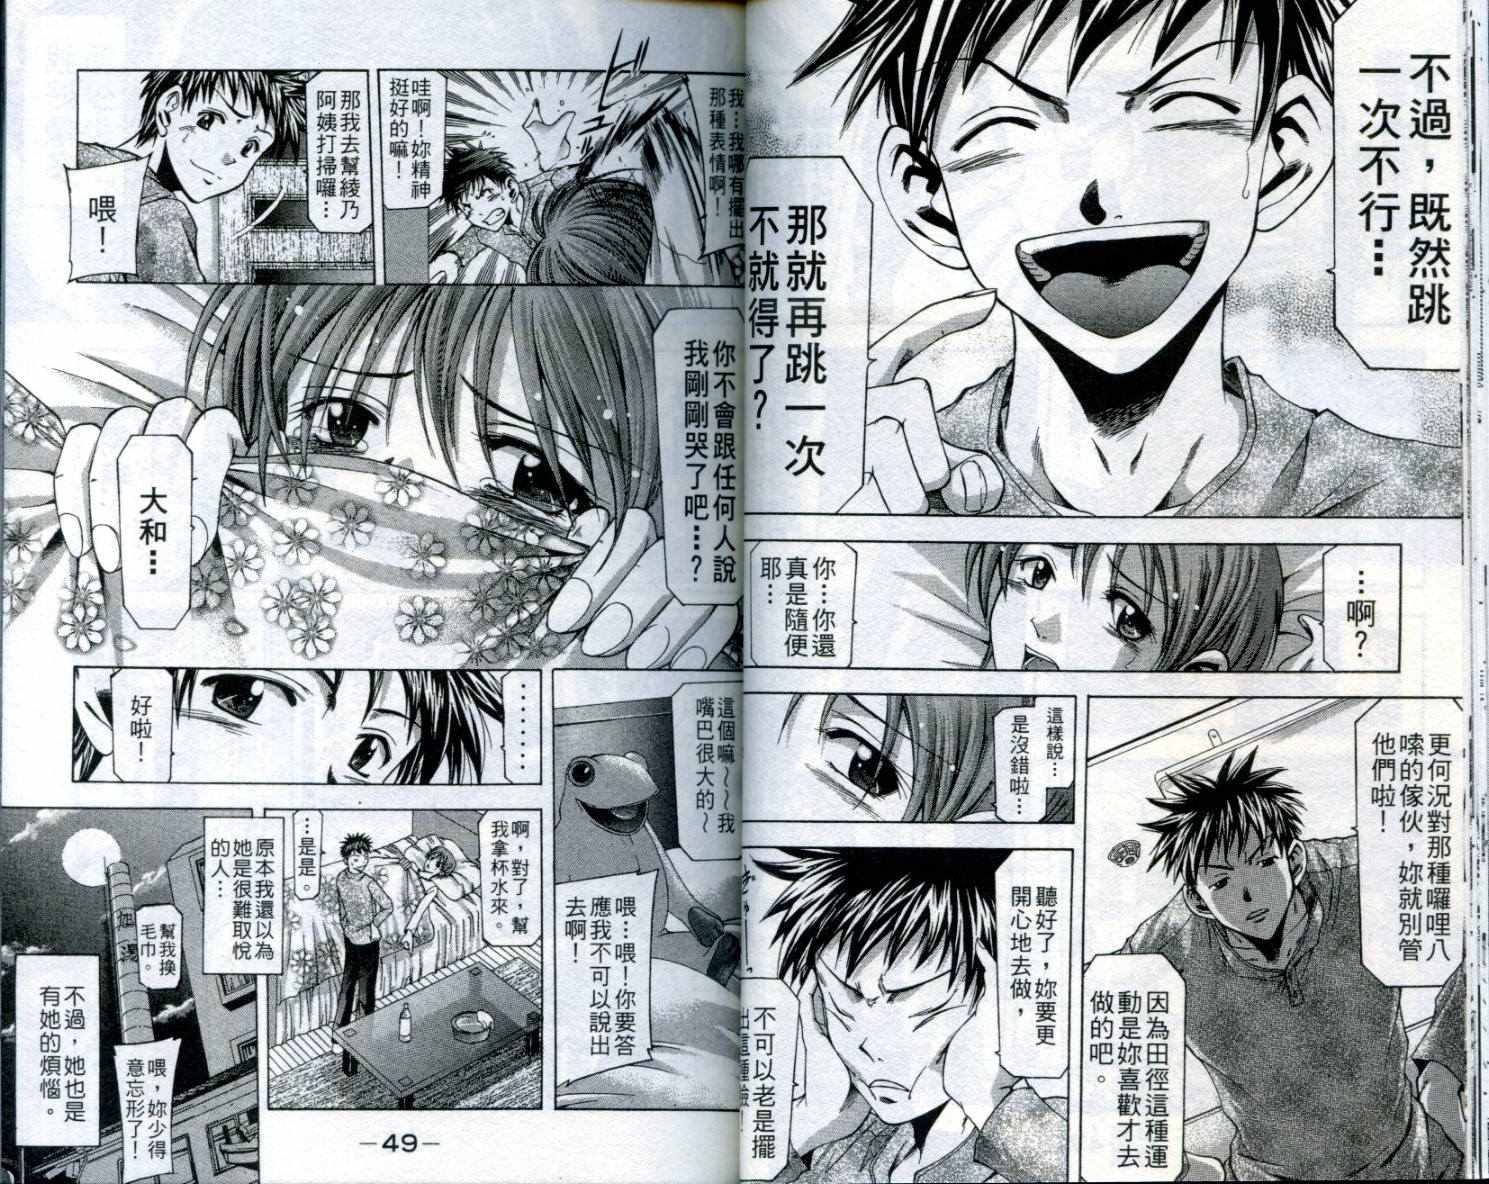 不過，既然跳
一次不行…
那就再跳一次
不就得了？
…啊？
你…你還
真是隨便
耶…
更何況對那種囉哩八
嗦的傢伙，妳就別管
他們啦！
因為田徑這種運
動是妳喜歡才去
做的吧。
這樣說…
是沒錯啦…
聽好了，妳要更
開心地去做，
不可以老是擺
出這種臉！
我…我哪有擺出
那種表情啊！
哇啊！妳精神
挺好的嘛！
那我去幫綾乃
阿姨打掃囉…
喂！
你不會跟任何人說
我剛剛哭了吧…？
大和…
………
好啦！
這個嘛～～我
嘴巴很大的～
喂…喂！你要答
應我不可以說出
去啊！
啊，對了，幫
我拿杯水來。
…是是。
原本我還以為
她是很難取悅
的人…
幫我換
毛巾。
喂，妳少得
意忘形了！
不過，她也是
有她的煩惱。
—49—